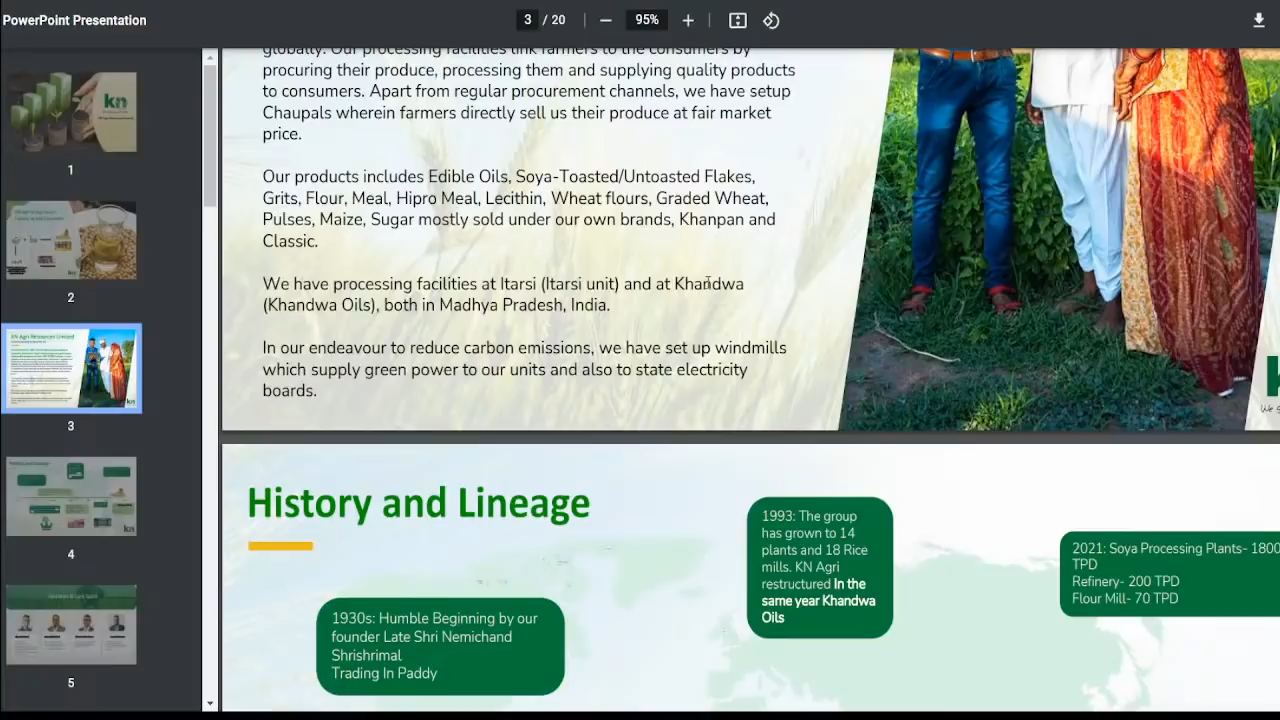 PowerPoint Presentation
3 / 20
95%
globally. Our processing facilities link farmers to the consumers by
procuring their produce, processing them and supplying quality products
to consumers. Apart from regular procurement channels, we have setup
Chaupals wherein farmers directly sell us their produce at fair market
price.
Our products includes Edible Oils, Soya-Toasted/Untoasted Flakes,
Grits, Flour, Meal, Hipro Meal, Lecithin, Wheat flours, Graded Wheat,
Pulses, Maize, Sugar mostly sold under our own brands, Khanpan and
Classic.
We have processing facilities at Itarsi (Itarsi unit) and at Khandwa
(Khandwa Oils), both in Madhya Pradesh, India.
In our endeavour to reduce carbon emissions, we have set up windmills
which supply green power to our units and also to state electricity
boards.
History and Lineage
1930s: Humble Beginning by our
founder Late Shri Nemichand
Shrishrimal
Trading In Paddy
1993: The group
has grown to 14
plants and 18 Rice
mills. KN Agri
restructured In the
same year Khandwa
Oils
2021: Soya Processing Plants- 1800
TPD
Refinery- 200 TPD
Flour Mill- 70 TPD
kn
1
2
KN Agri Resources Limited
3
4
5